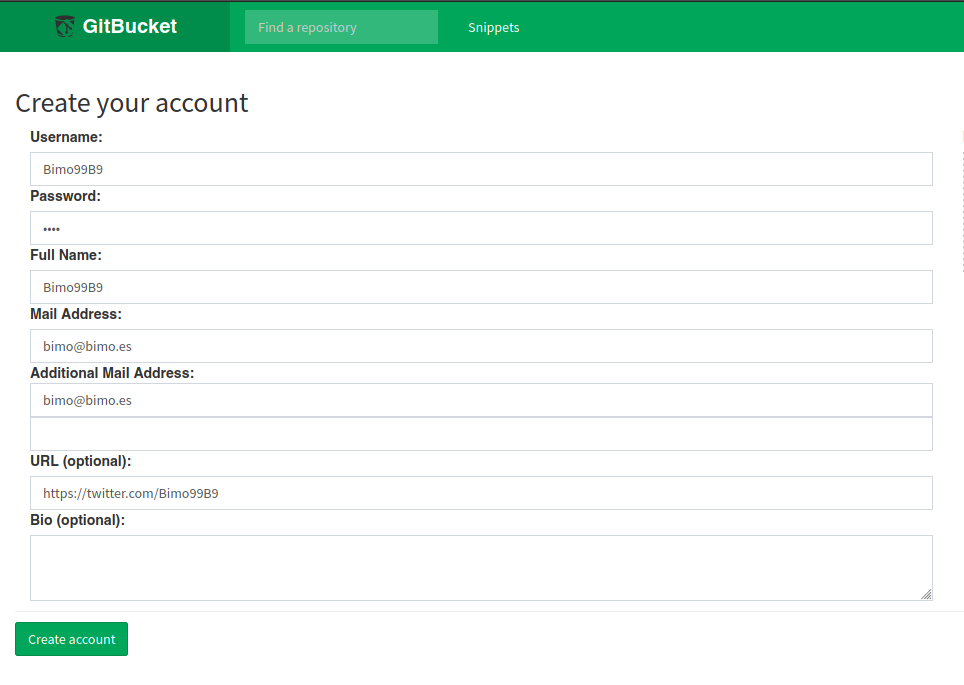 GitBucket
Find a repository
Snippets
Create your account
Username:
Bimo99B9
Password:
••••
Full Name:
Bimo99B9
Mail Address:
bimo@bimo.es
Additional Mail Address:
bimo@bimo.es
URL (optional):
https://twitter.com/Bimo99B9
Bio (optional):
Create account